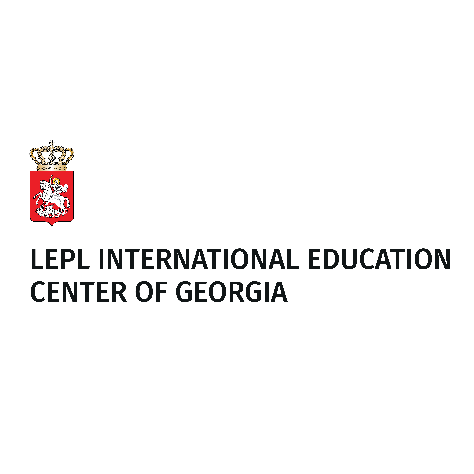 LEPL INTERNATIONAL EDUCATION
CENTER OF GEORGIA